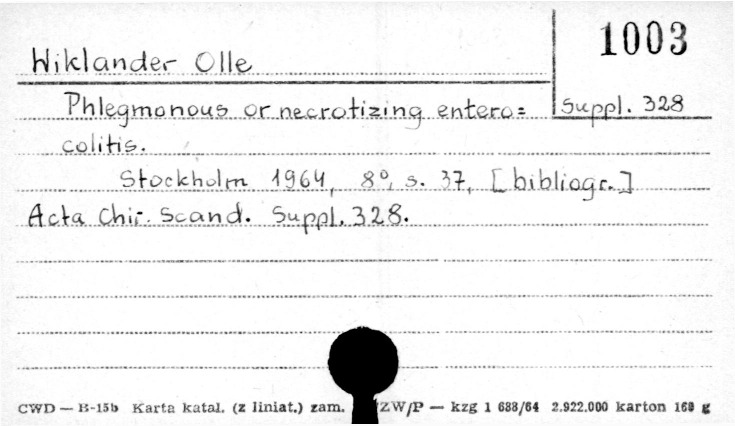 1003
Wiklander Olle
Phlegmonous or necrotizing entero= Suppl. 328
colitis.
Stockholm 1964, 8°, s. 37, [bibliogr.]
Acta Chir. Scand. Suppl. 328.
CWD — B-15b Karta katal. (z liniat.) zam. ZW/P — kzg 1 688/64 2.922.000 karton 160 g